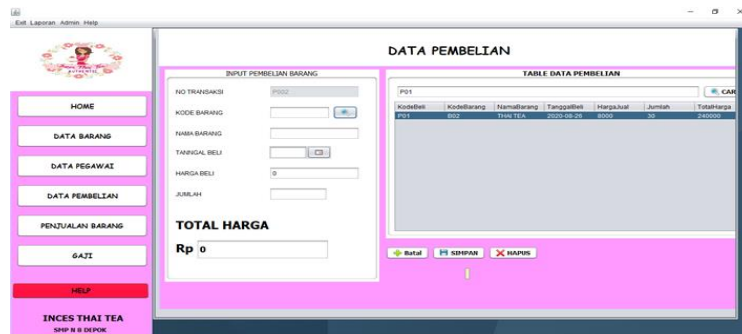 Exit Laporan Admin Help
AUTHENTIC
HOME
DATA BARANG
DATA PEGAWAI
DATA PEMBELIAN
PENJUALAN BARANG
GAJI
HELP
INCES THAI TEA
SMP N 8 DEPOK
DATA PEMBELIAN
INPUT PEMBELIAN BARANG
NO TRANSAKSI P002
KODE BARANG
NAMA BARANG
TANNGAL BELI
HARGA BELI 0
JUMLAH
TOTAL HARGA
Rp 0
TABLE DATA PEMBELIAN
P01 CAR
KodeBeli KodeBarang NamaBarang TanggalBeli HargaJual Jumlah TotalHarga
P01 B02 THAI TEA 2020-08-26 8000 30 240000
Batal SIMPAN HAPUS